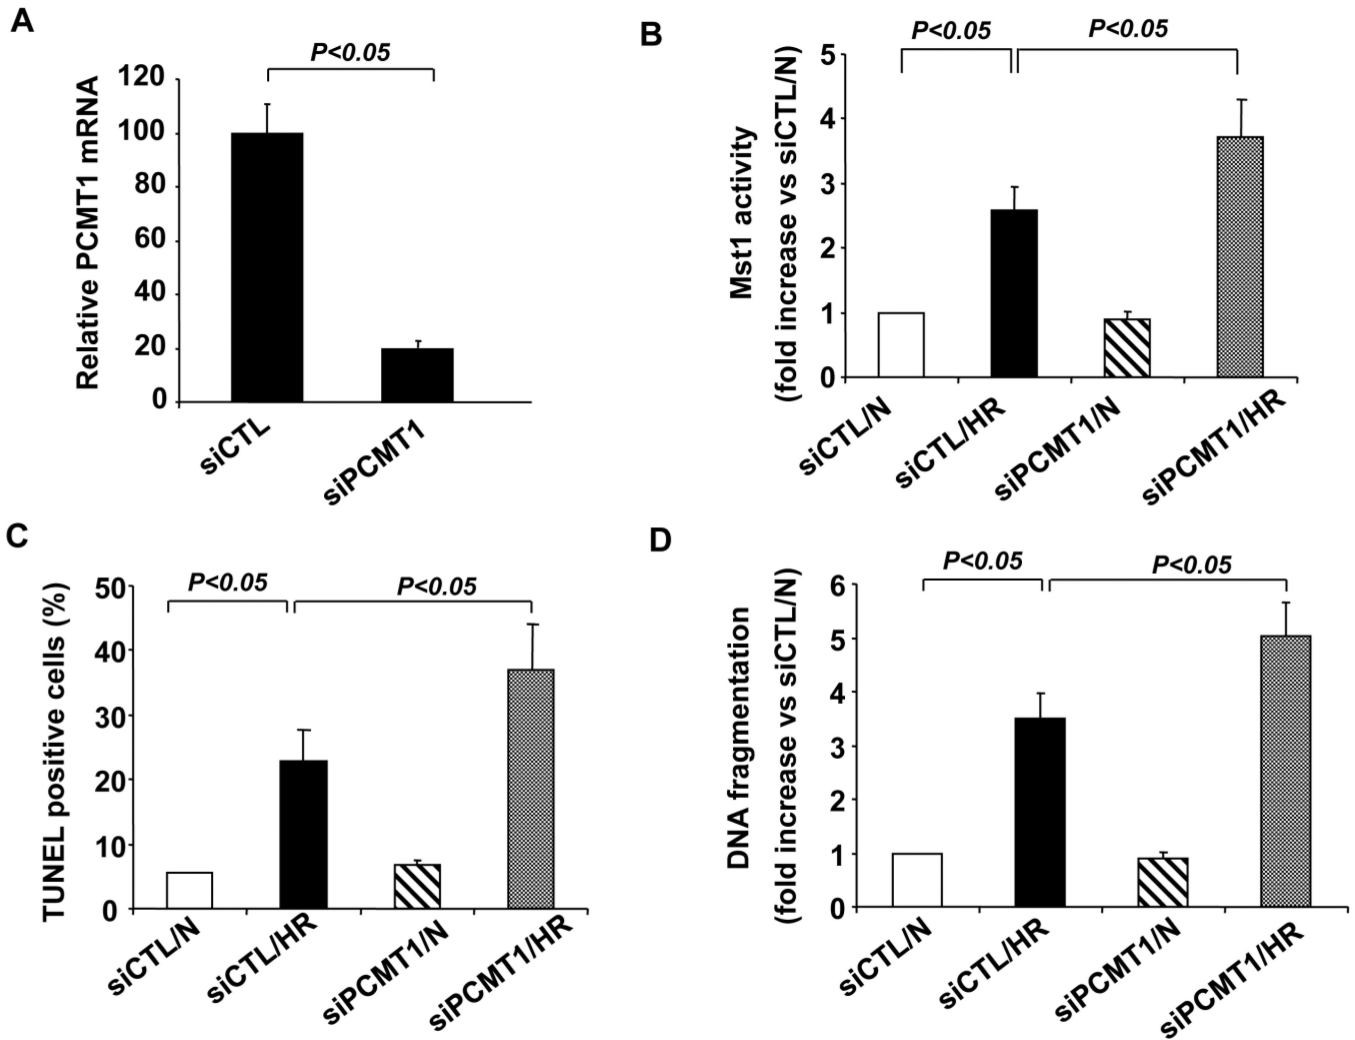 A
P<0.05
Relative PCMT1 mRNA
120
100
80
60
40
20
0
siCTL
siPCMT1
B
P<0.05
P<0.05
Mst1 activity
(fold increase vs siCTL/N)
5
4
3
2
1
0
siCTL/N
siCTL/HR
siPCMT1/N
siPCMT1/HR
C
P<0.05
P<0.05
TUNEL positive cells (%)
50
40
30
20
10
0
siCTL/N
siCTL/HR
siPCMT1/N
siPCMT1/HR
D
P<0.05
P<0.05
DNA fragmentation
(fold increase vs siCTL/N)
6
5
4
3
2
1
0
siCTL/N
siCTL/HR
siPCMT1/N
siPCMT1/HR